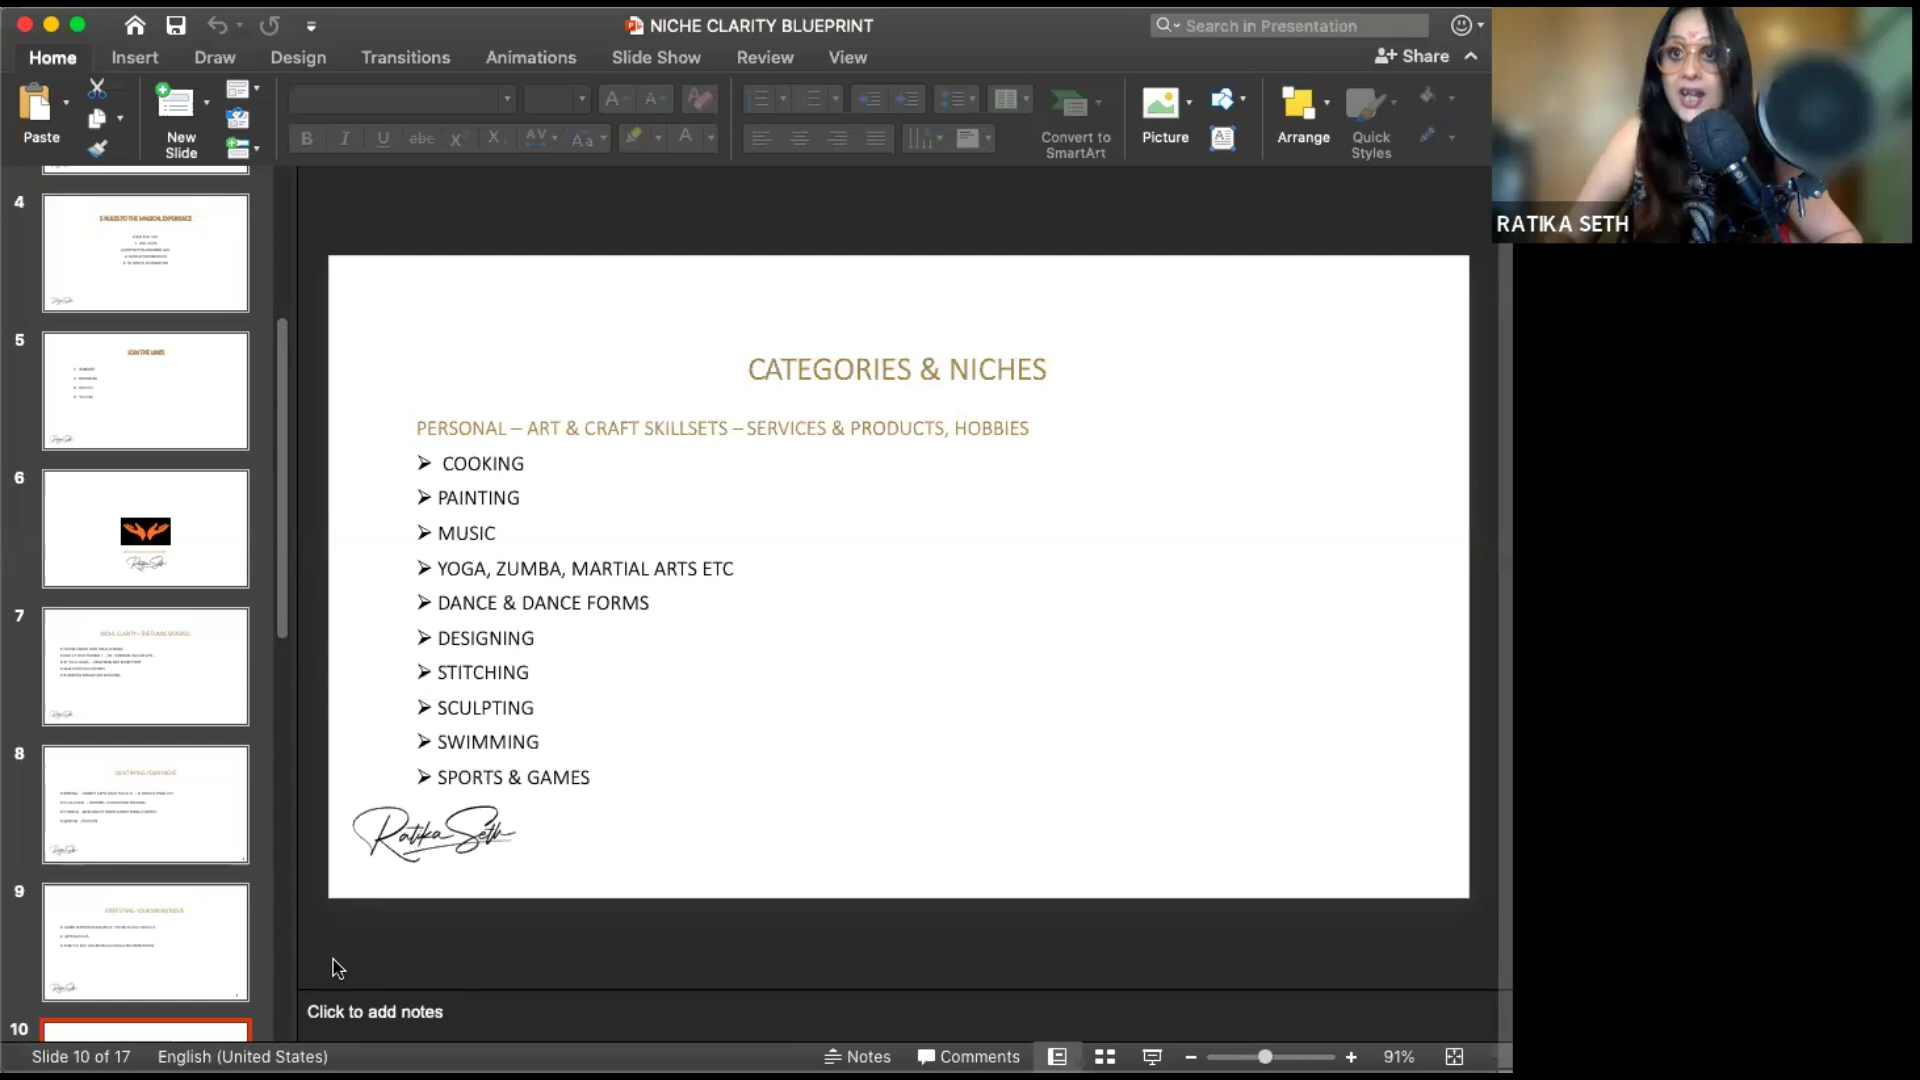 NICHE CLARITY BLUEPRINT
Search in Presentation
Home Insert Draw Design Transitions Animations Slide Show Review View
Share
Paste
New Slide
Convert to SmartArt
Picture
Arrange
Quick Styles
RATIKA SETH
4
5
6
7
8
9
10
CATEGORIES & NICHES
PERSONAL – ART & CRAFT SKILLSETS – SERVICES & PRODUCTS, HOBBIES
➢ COOKING
➢ PAINTING
➢ MUSIC
➢ YOGA, ZUMBA, MARTIAL ARTS ETC
➢ DANCE & DANCE FORMS
➢ DESIGNING
➢ STITCHING
➢ SCULPTING
➢ SWIMMING
➢ SPORTS & GAMES
Ratika Seth
Click to add notes
Slide 10 of 17 English (United States) Notes Comments 91%